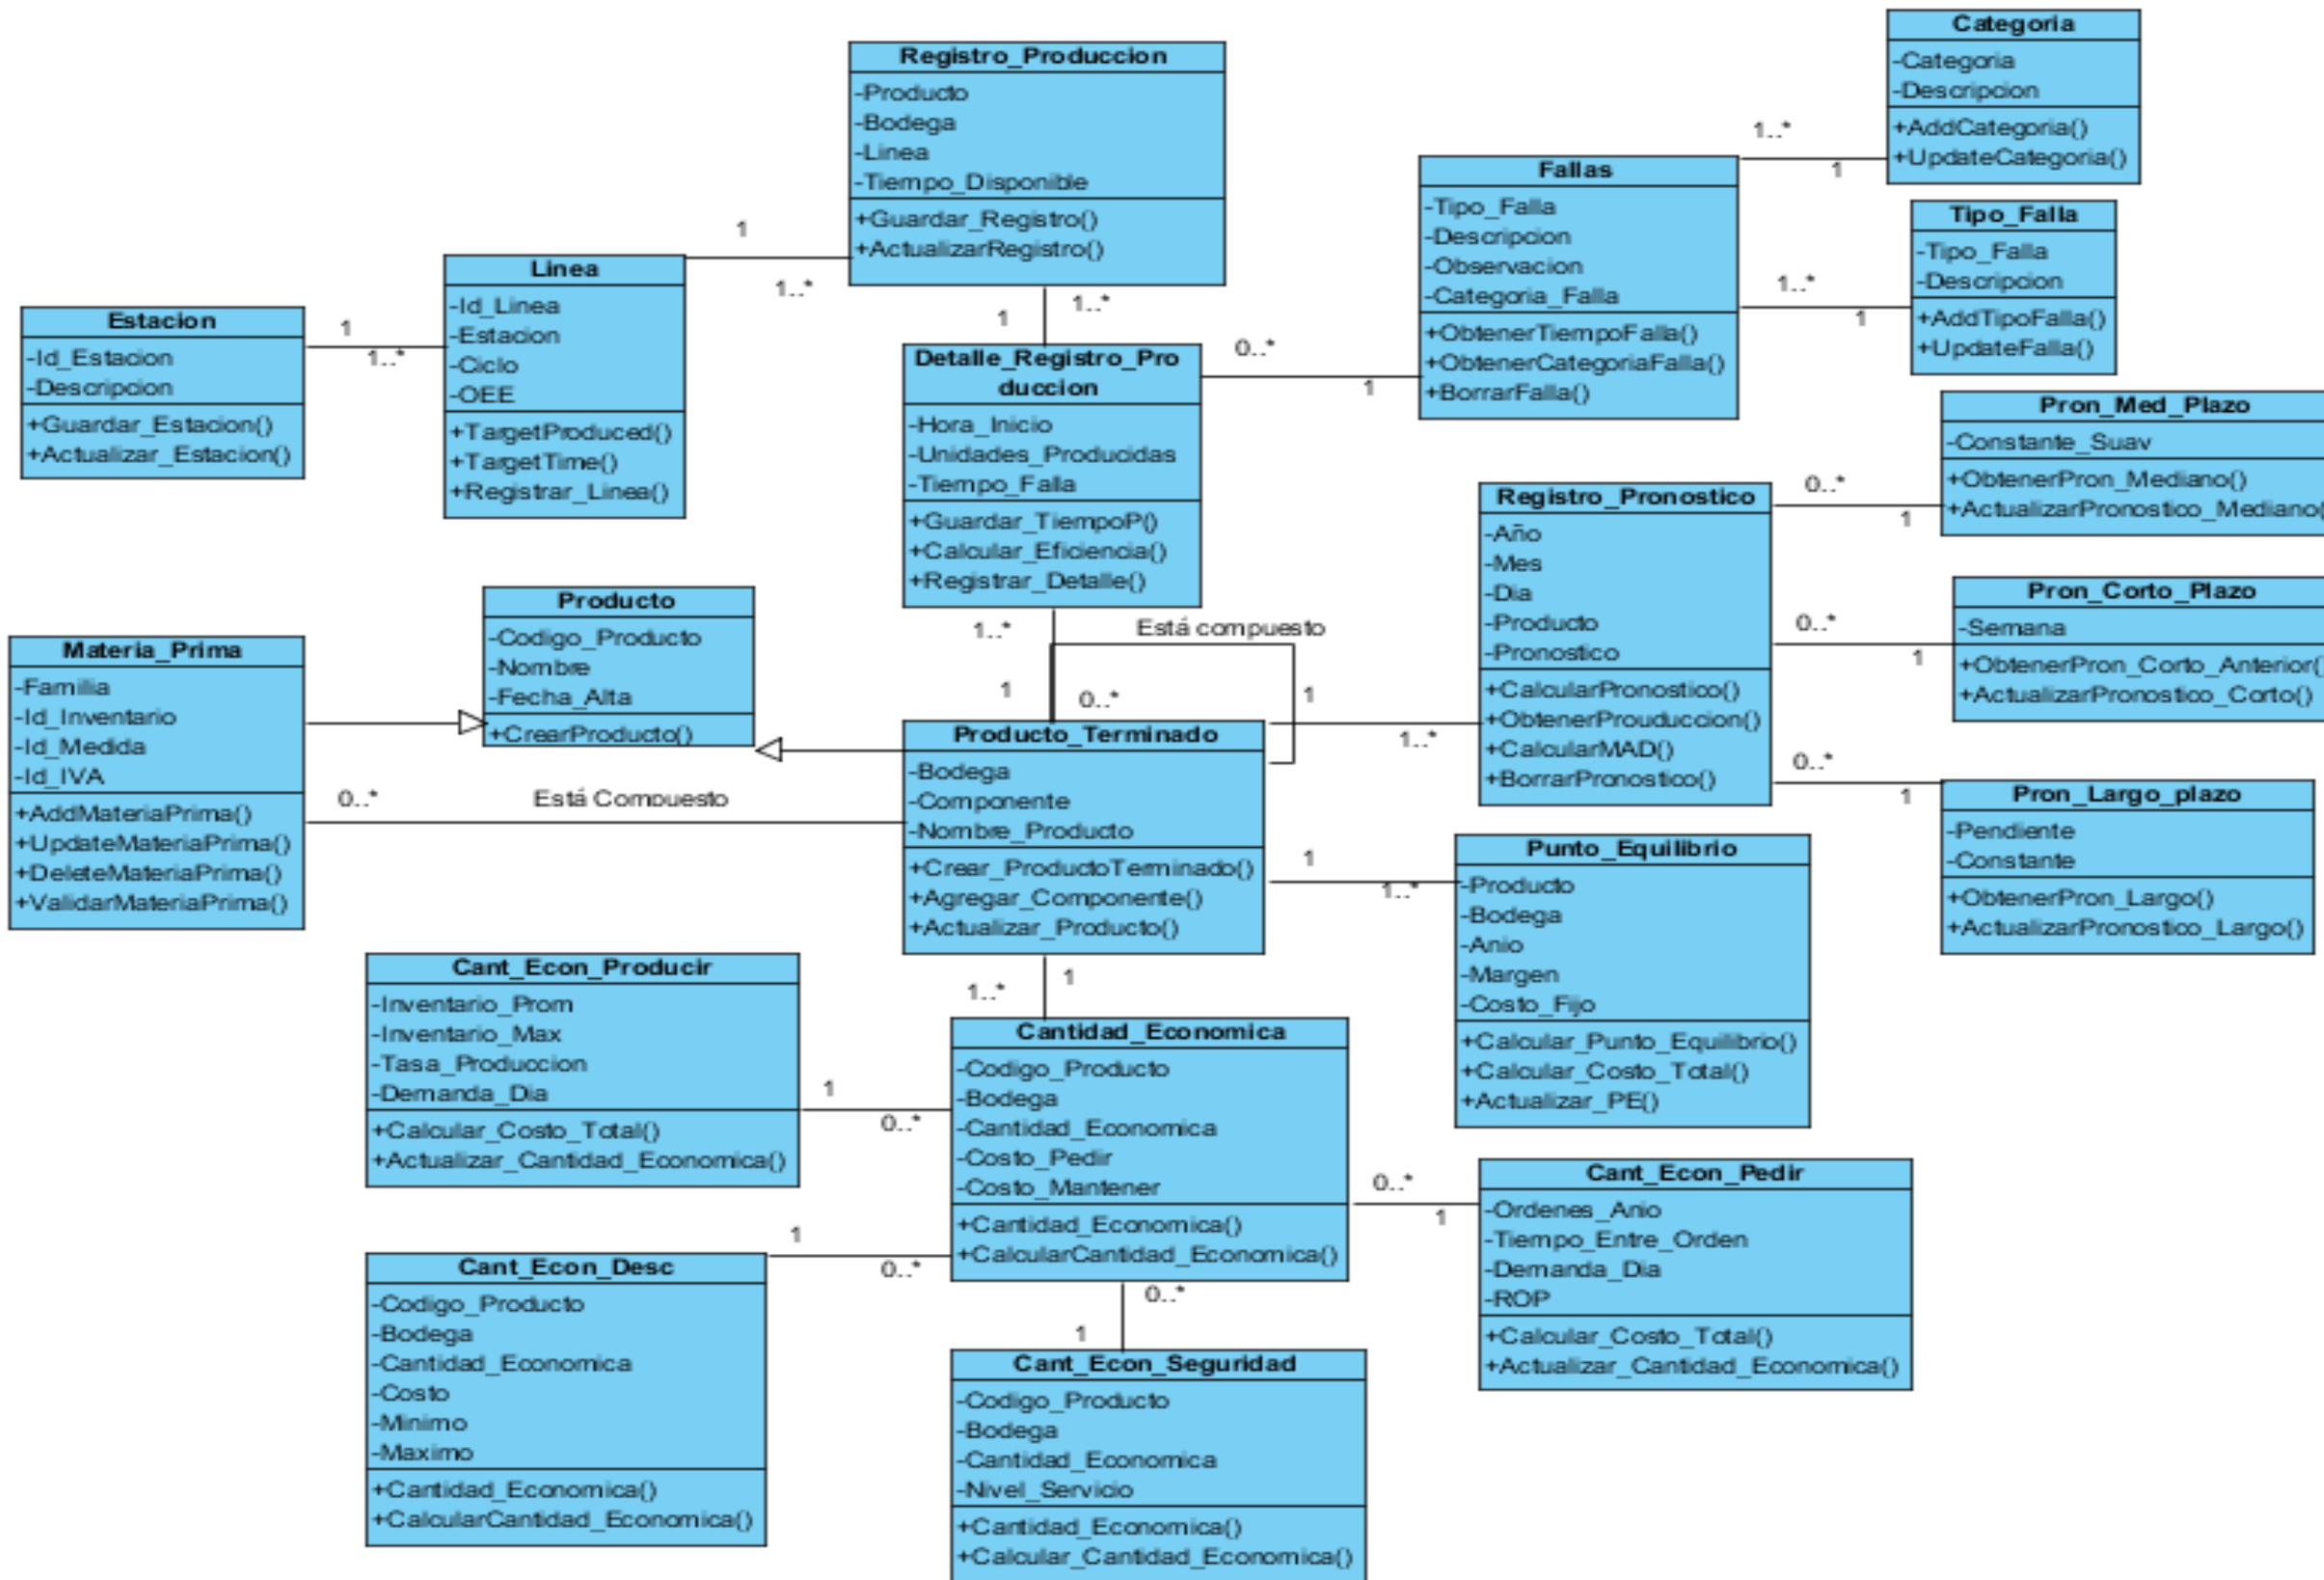 Categoria
-Categoria
-Descripcion
+AddCategoria()
+UpdateCategoria()
Registro_Produccion
-Producto
-Bodega
-Linea
-Tiempo_Disponible
+Guardar_Registro()
+ActualizarRegistro()
1..*
1
Fallas
-Tipo_Falla
-Descripcion
-Observacion
-Categoria_Falla
+ObtenerTiempoFalla()
+ObtenerCategoriaFalla()
+BorrarFalla()
Tipo_Falla
-Tipo_Falla
-Descripcion
+AddTipoFalla()
+UpdateFalla()
1..*
1
1
1..*
Linea
-Id_Linea
-Estacion
-Ciclo
-OEE
+TargetProduced()
+TargetTime()
+Registrar_Linea()
Estacion
-Id_Estacion
-Descripcion
+Guardar_Estacion()
+Actualizar_Estacion()
1
1..*
1
1..*
Detalle_Registro_Pro
duccion
-Hora_Inicio
-Unidades_Producidas
-Tiempo_Falla
+Guardar_TiempoP()
+Calcular_Eficiencia()
+Registrar_Detalle()
0..*
1
Pron_Med_Plazo
-Constante_Suav
+ObtenerPron_Mediano()
+ActualizarPronostico_Mediano(
Registro_Pronostico
-Año
-Mes
-Dia
-Producto
-Pronostico
+CalcularPronostico()
+ObtenerProuduccion()
+CalcularMAD()
+BorrarPronostico()
0..*
1
Pron_Corto_Plazo
-Semana
+ObtenerPron_Corto_Anterior(
+ActualizarPronostico_Corto()
0..*
1
Producto
-Codigo_Producto
-Nombre
-Fecha_Alta
+CrearProducto()
Materia_Prima
-Familia
-Id_Inventario
-Id_Medida
-Id_IVA
+AddMateriaPrima()
+UpdateMateriaPrima()
+DeleteMateriaPrima()
+ValidarMateriaPrima()
1..*
Está compuesto
1
0..*
1
1..*
Producto_Terminado
-Bodega
-Componente
-Nombre_Producto
+Crear_ProductoTerminado()
+Agregar_Componente()
+Actualizar_Producto()
0..*
Está Compuesto
0..*
1
Pron_Largo_plazo
-Pendiente
-Constante
+ObtenerPron_Largo()
+ActualizarPronostico_Largo()
1
1..*
Punto_Equilibrio
-Producto
-Bodega
-Anio
-Margen
-Costo_Fijo
+Calcular_Punto_Equilibrio()
+Calcular_Costo_Total()
+Actualizar_PE()
Cant_Econ_Producir
-Inventario_Prom
-Inventario_Max
-Tasa_Produccion
-Demanda_Dia
+Calcular_Costo_Total()
+Actualizar_Cantidad_Economica()
1..*
1
Cantidad_Economica
-Codigo_Producto
-Bodega
-Cantidad_Economica
-Costo_Pedir
-Costo_Mantener
+Cantidad_Economica()
+CalcularCantidad_Economica()
1
0..*
0..*
1
Cant_Econ_Pedir
-Ordenes_Anio
-Tiempo_Entre_Orden
-Demanda_Dia
-ROP
+Calcular_Costo_Total()
+Actualizar_Cantidad_Economica()
1
0..*
Cant_Econ_Desc
-Codigo_Producto
-Bodega
-Cantidad_Economica
-Costo
-Minimo
-Maximo
+Cantidad_Economica()
+CalcularCantidad_Economica()
0..*
1
Cant_Econ_Seguridad
-Codigo_Producto
-Bodega
-Cantidad_Economica
-Nivel_Servicio
+Cantidad_Economica()
+Calcular_Cantidad_Economica()